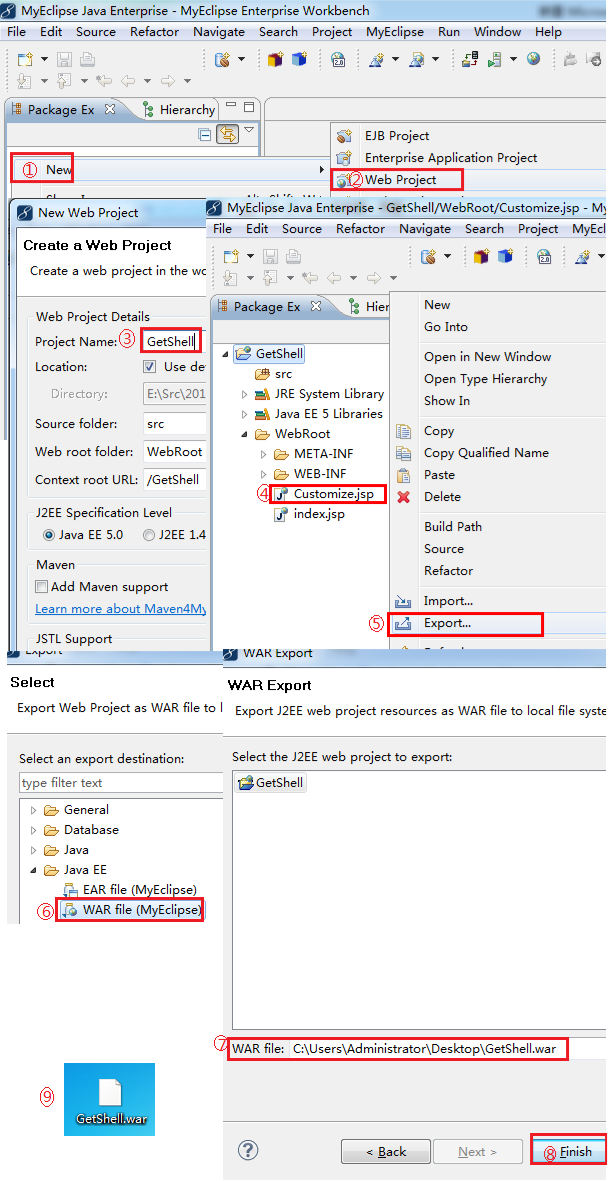 MyEclipse Java Enterprise - MyEclipse Enterprise Workbench
File Edit Source Refactor Navigate Search Project MyEclipse Run Window Help
Package Ex Hierarchy
EJB Project
Enterprise Application Project
① New
② Web Project
New Web Project
Create a Web Project
Create a web project in the wo
Web Project Details
Project Name: ③ GetShell
Location: Use de
Directory: E:\Src\201
Source folder: src
Web root folder: WebRoot
Context root URL: /GetShell
J2EE Specification Level
Java EE 5.0 J2EE 1.4
Maven
Add Maven support
Learn more about Maven4My
JSTL Support
MyEclipse Java Enterprise - GetShell/WebRoot/Customize.jsp - My
File Edit Source Refactor Navigate Search Project MyEcl
Package Ex Hier
GetShell
src
JRE System Library
Java EE 5 Libraries
WebRoot
META-INF
WEB-INF
④ Customize.jsp
index.jsp
New
Go Into
Open in New Window
Open Type Hierarchy
Show In
Copy
Copy Qualified Name
Paste
Delete
Build Path
Source
Refactor
Import...
⑤ Export...
Export
Select
Export Web Project as WAR file to l
Select an export destination:
type filter text
General
Database
Java
Java EE
EAR file (MyEclipse)
⑥ WAR file (MyEclipse)
WAR Export
WAR Export
Export J2EE web project resources as WAR file to local file syste
Select the J2EE web project to export:
GetShell
⑦ WAR file: C:\Users\Administrator\Desktop\GetShell.war
⑨ GetShell.war
< Back Next > ⑧ Finish